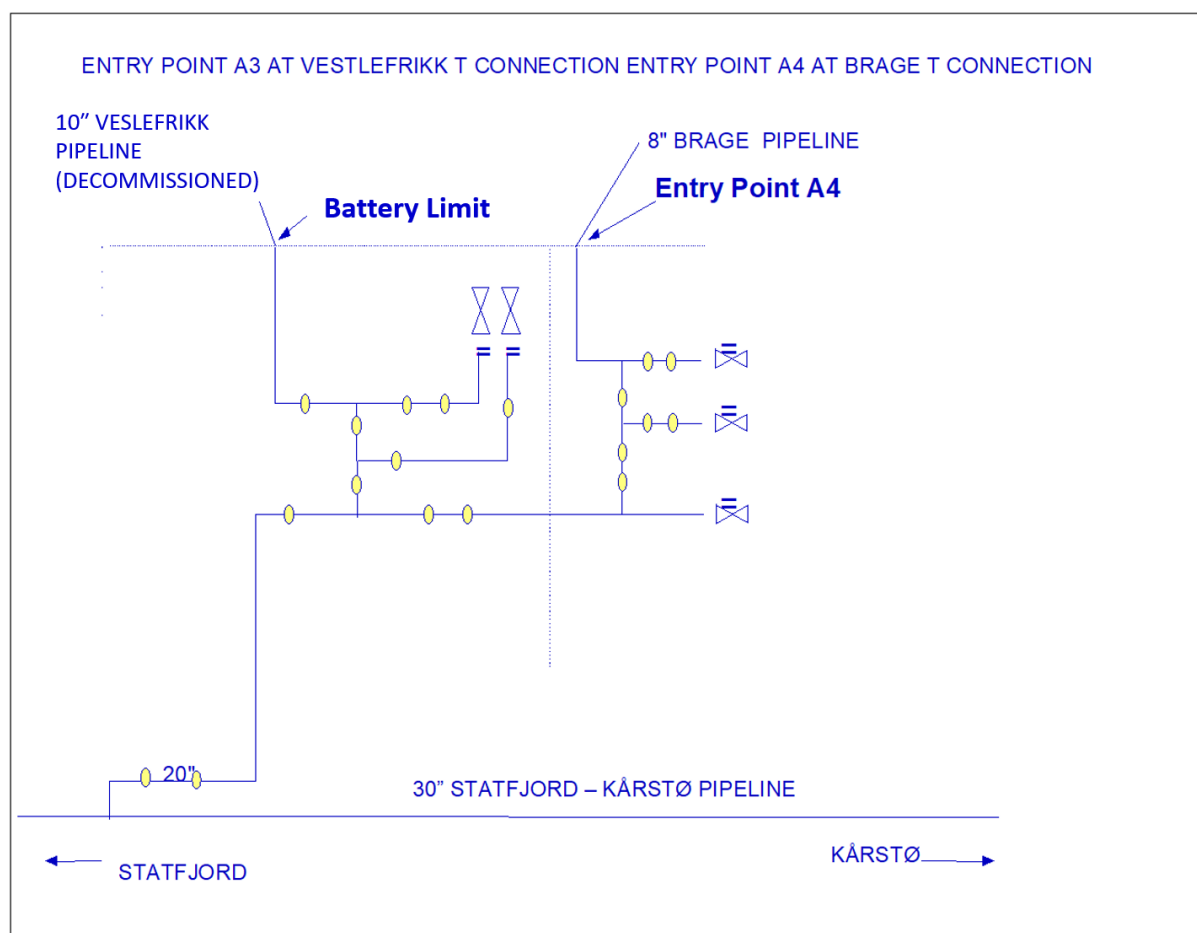 ENTRY POINT A3 AT VESTLEFRIKK T CONNECTION ENTRY POINT A4 AT BRAGE T CONNECTION
10” VESLEFRIKK
PIPELINE
(DECOMMISSIONED)
8" BRAGE PIPELINE
Entry Point A4
Battery Limit
20"
30” STATFJORD – KÅRSTØ PIPELINE
STATFJORD
KÅRSTØ